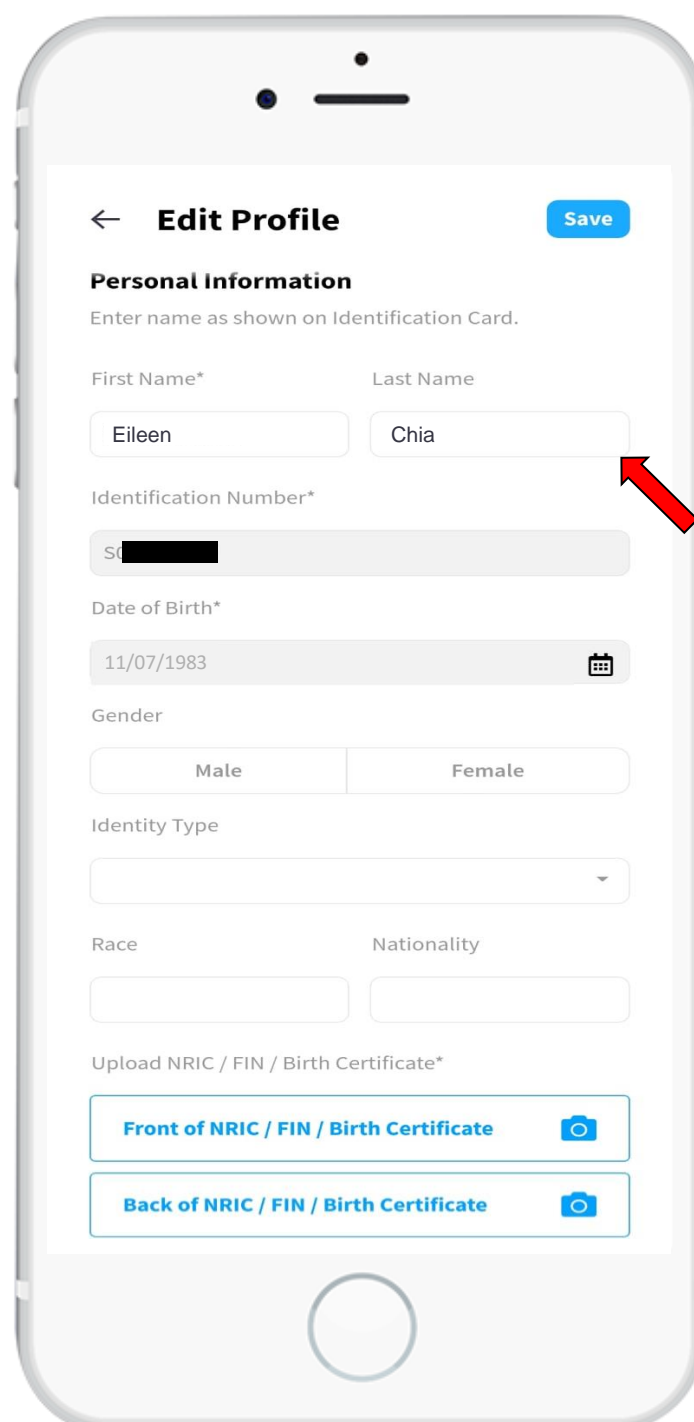 Edit Profile Save
Personal Information
Enter name as shown on Identification Card.
First Name* Last Name
Eileen Chia
Identification Number*
Date of Birth*
11/07/1983
Gender
Male Female
Identity Type
Race Nationality
Upload NRIC / FIN / Birth Certificate*
Front of NRIC / FIN / Birth Certificate
Back of NRIC / FIN / Birth Certificate